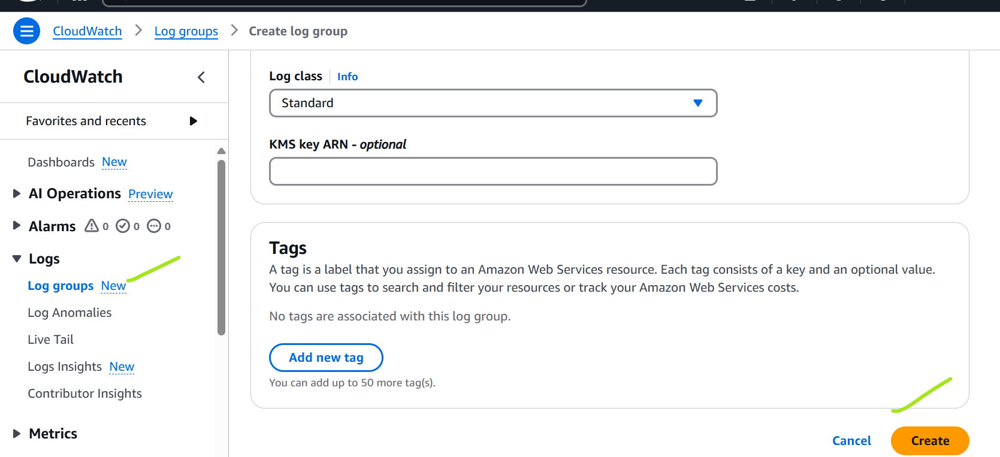 CloudWatch > Log groups > Create log group
CloudWatch
Favorites and recents
Dashboards New
AI Operations Preview
Alarms 0 0 0
Logs
Log groups New
Log Anomalies
Live Tail
Logs Insights New
Contributor Insights
Metrics
Log class Info
Standard
KMS key ARN - optional
Tags
A tag is a label that you assign to an Amazon Web Services resource. Each tag consists of a key and an optional value.
You can use tags to search and filter your resources or track your Amazon Web Services costs.
No tags are associated with this log group.
Add new tag
You can add up to 50 more tag(s).
Cancel Create